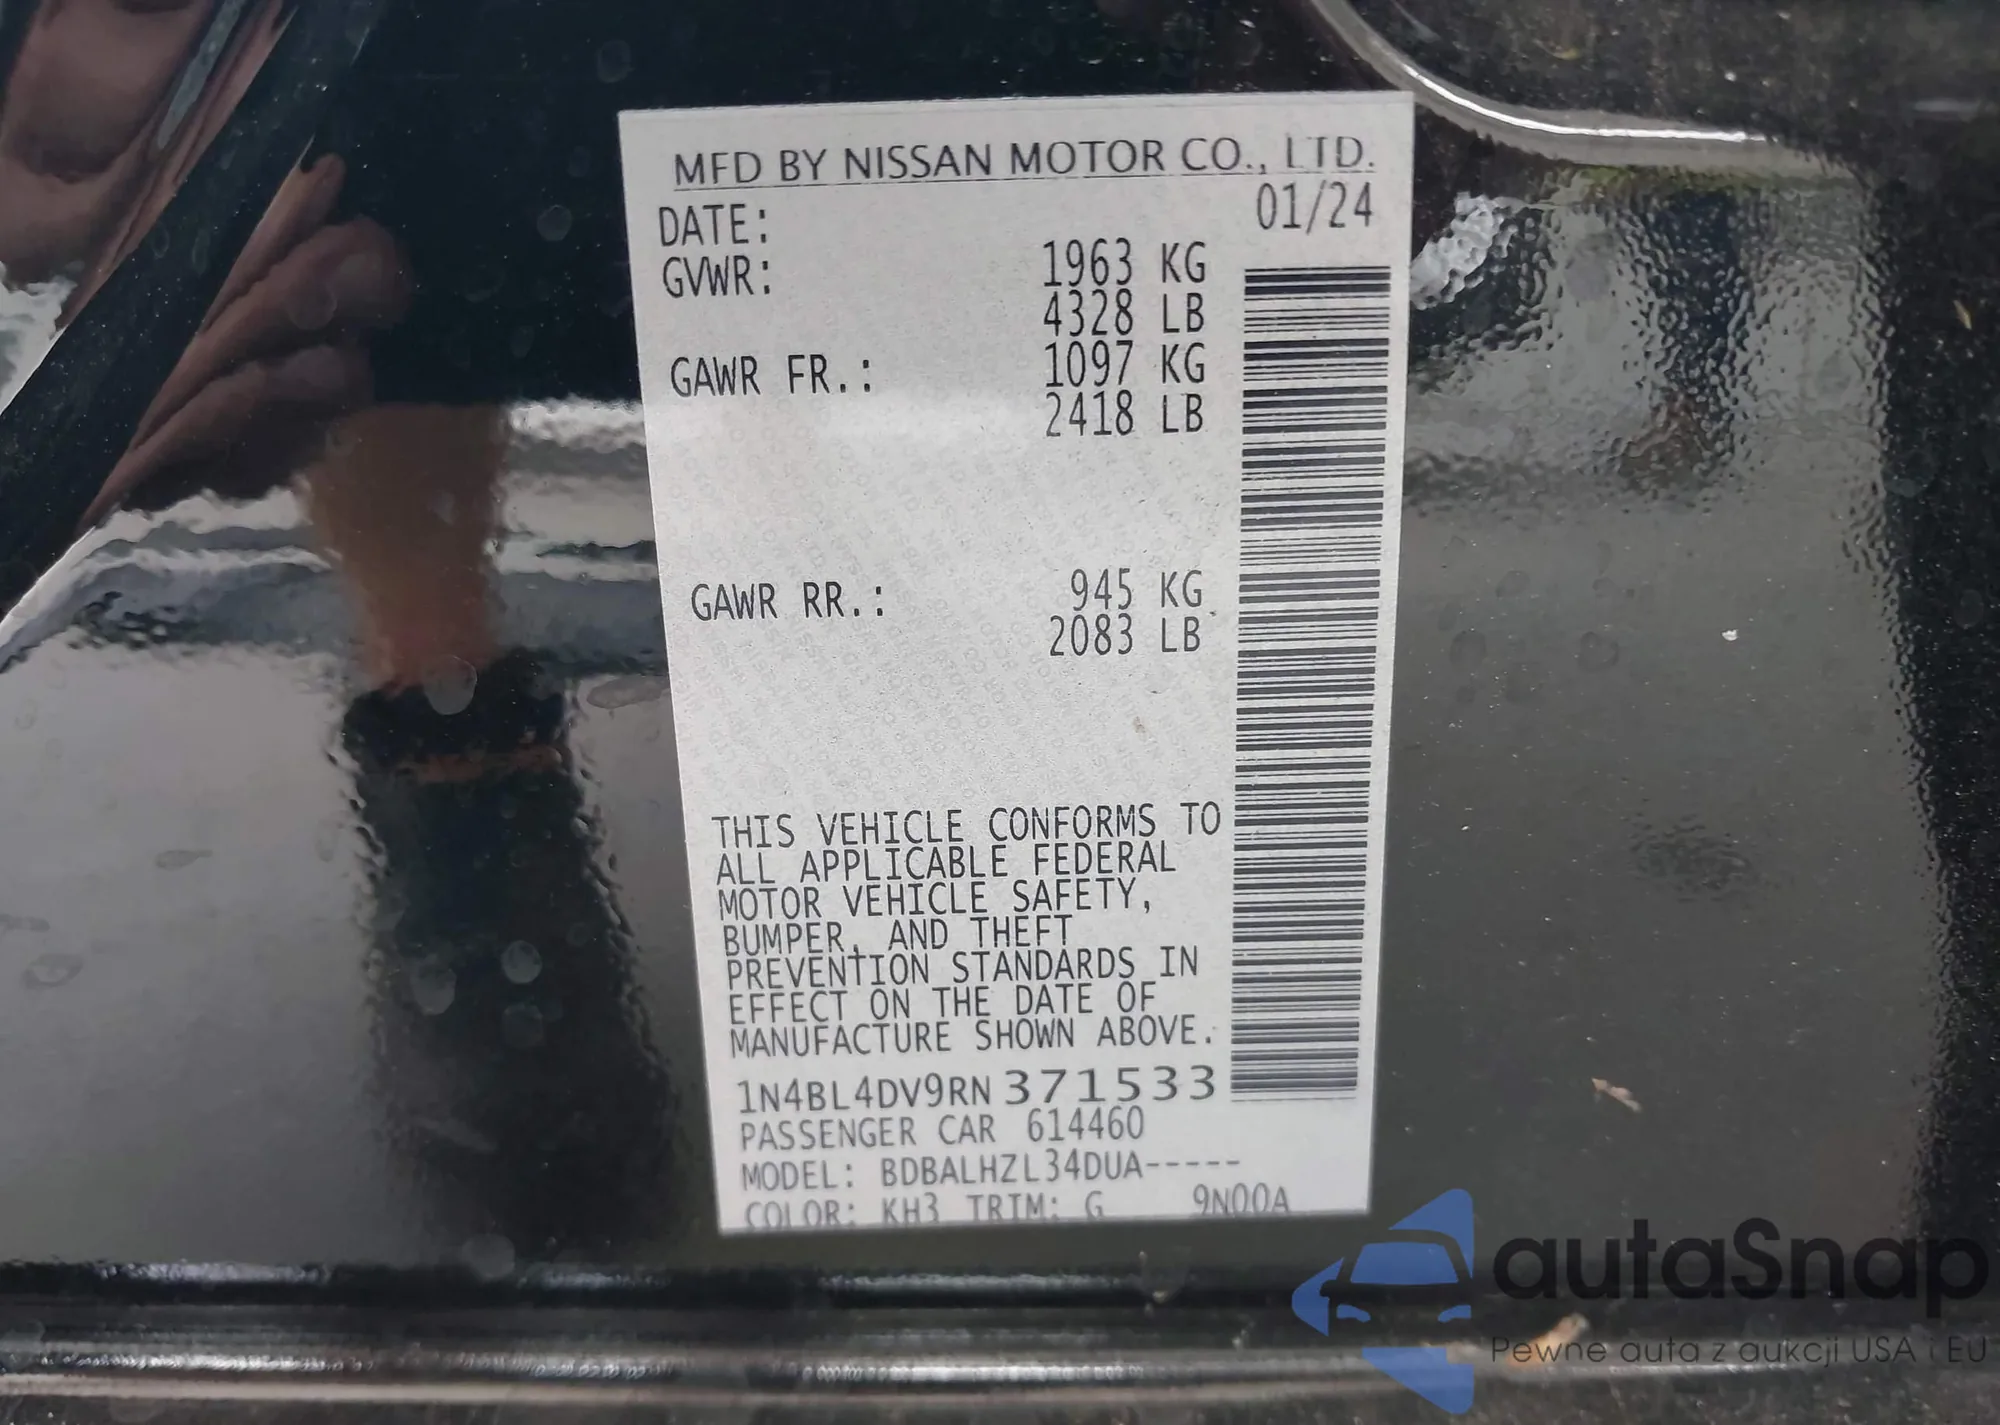 MFD BY NISSAN MOTOR CO., LTD.
DATE: 01/24
GVWR: 1963 KG
4328 LB
GAWR FR.: 1097 KG
2418 LB
GAWR RR.: 945 KG
2083 LB
THIS VEHICLE CONFORMS TO
ALL APPLICABLE FEDERAL
MOTOR VEHICLE SAFETY,
BUMPER, AND THEFT
PREVENTION STANDARDS IN
EFFECT ON THE DATE OF
MANUFACTURE SHOWN ABOVE.
1N4BL4DV9RN371533
PASSENGER CAR 614460
MODEL: BDBALHZL34DUA-----
COLOR: KH3 TRIM: G 9N00A
autaSnap
Pewne auta z aukcji USA i EU